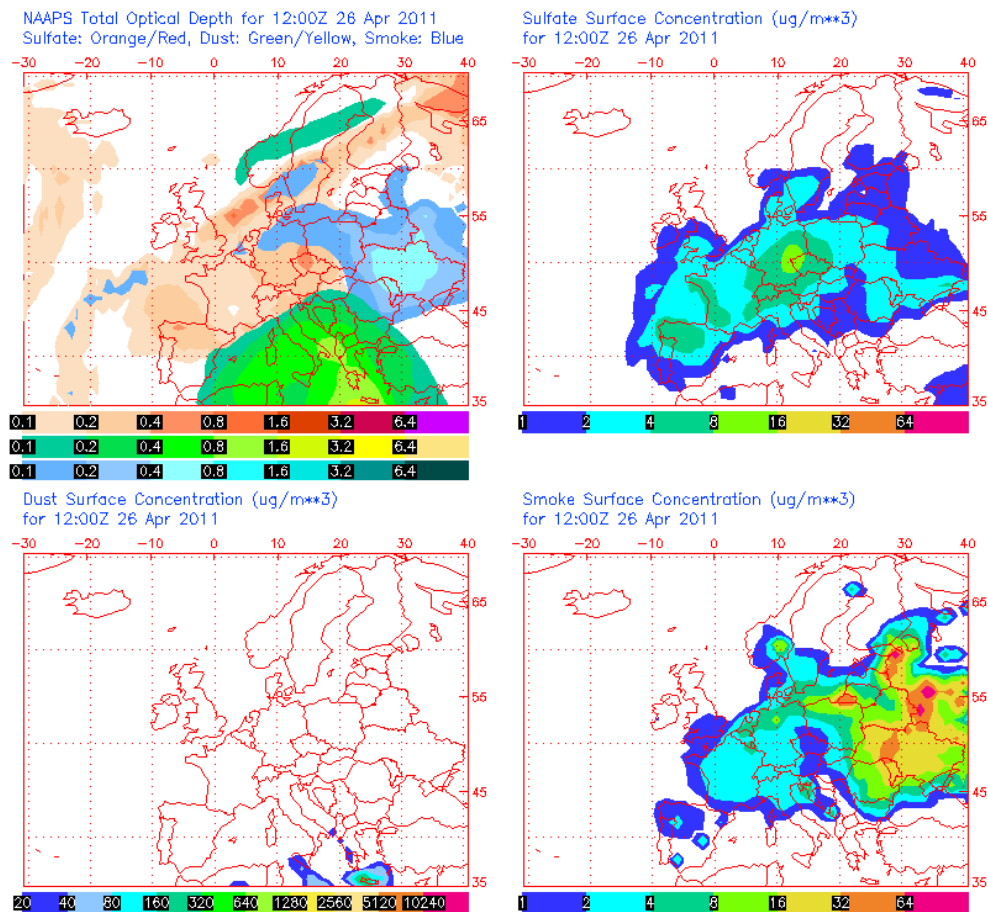 NAAPS Total Optical Depth for 12:00Z 26 Apr 2011
Sulfate: Orange/Red, Dust: Green/Yellow, Smoke: Blue
-30 -20 -10 0 10 20 30 40
65
55
45
35
0.1 0.2 0.4 0.8 1.6 3.2 6.4
0.1 0.2 0.4 0.8 1.6 3.2 6.4
0.1 0.2 0.4 0.8 1.6 3.2 6.4
Sulfate Surface Concentration (ug/m**3)
for 12:00Z 26 Apr 2011
-30 -20 -10 0 10 20 30 40
65
55
45
35
1 2 4 8 16 32 64
Dust Surface Concentration (ug/m**3)
for 12:00Z 26 Apr 2011
-30 -20 -10 0 10 20 30 40
65
55
45
35
20 40 80 160 320 640 1280 2560 5120 10240
Smoke Surface Concentration (ug/m**3)
for 12:00Z 26 Apr 2011
-30 -20 -10 0 10 20 30 40
65
55
45
35
1 2 4 8 16 32 64